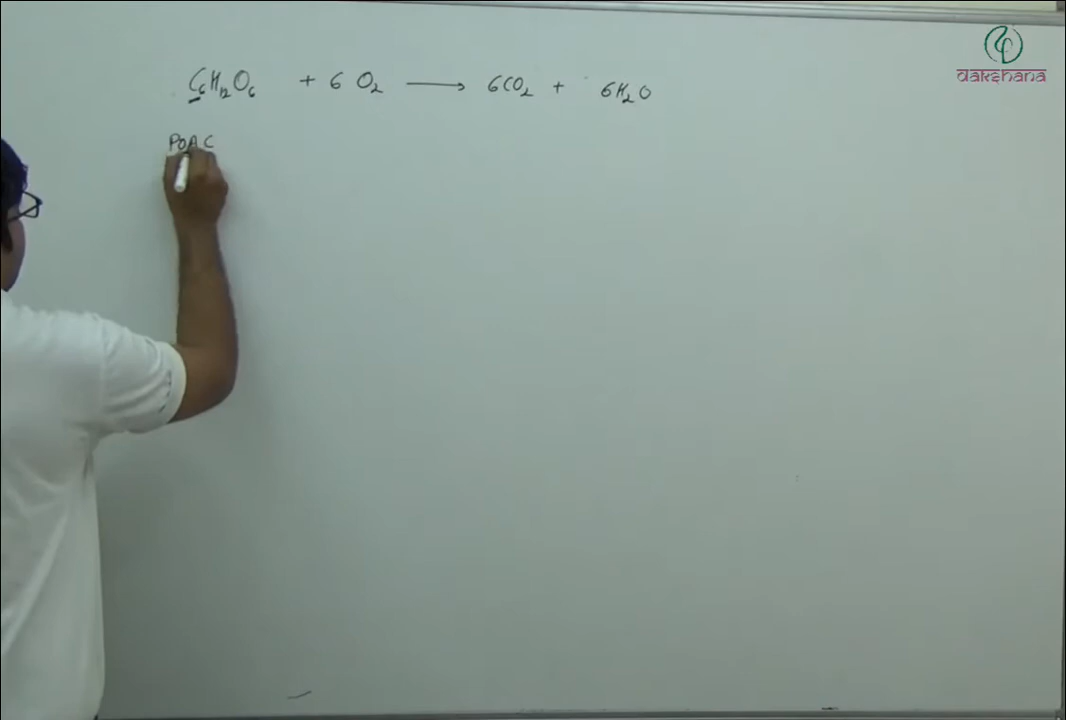 C₆H₁₂O₆ + 6 O₂ ⟶ 6CO₂ + 6H₂O
POAC
dakshana